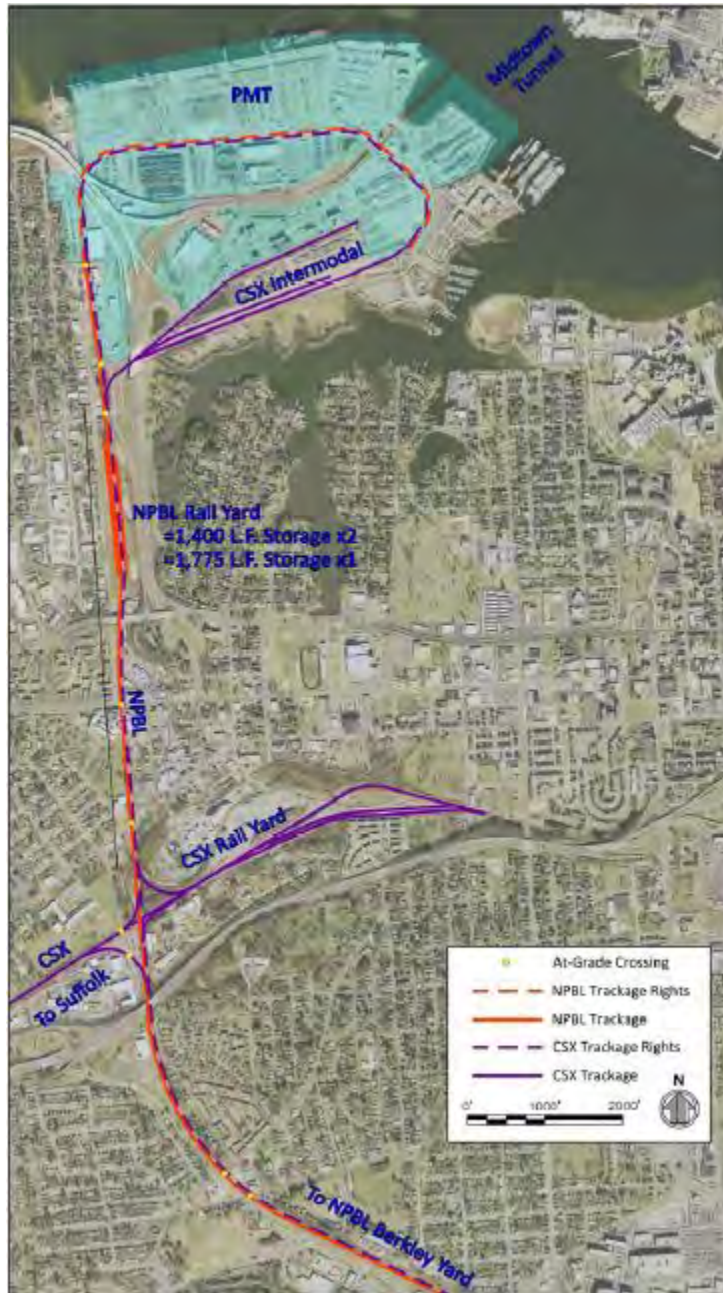 PMT
Midtown
Tunnel
CSX Intermodal
NPBL Rail Yard
=1,400 L.F. Storage x2
=1,775 L.F. Storage x1
NPBL
CSX Rail Yard
CSX
To Suffolk
At-Grade Crossing
NPBL Trackage Rights
NPBL Trackage
CSX Trackage Rights
CSX Trackage
N
0' 1000' 2000'
To NPBL Berkley Yard